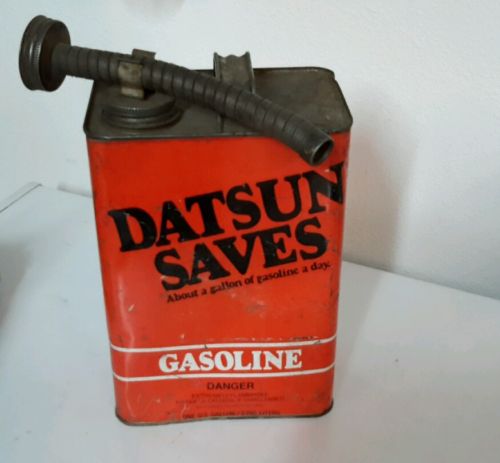 DATSUN
SAVES
About a gallon of gasoline a day.
GASOLINE
DANGER